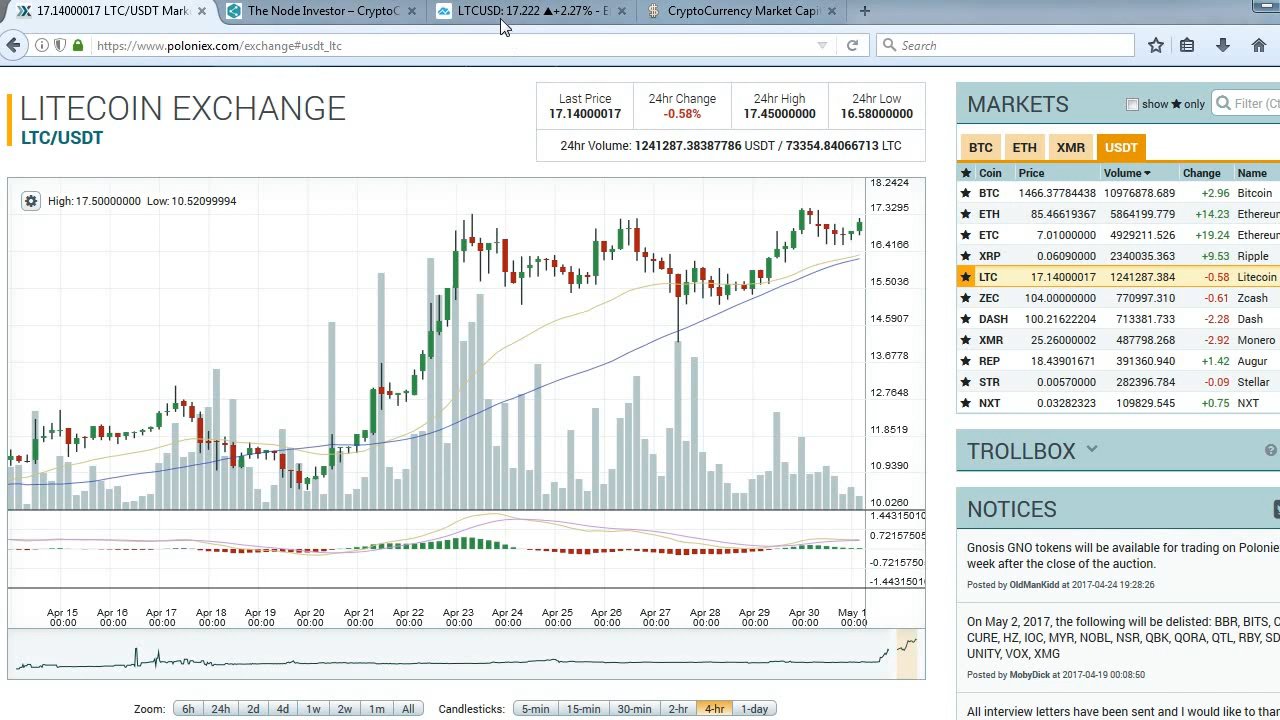 17.14000017 LTC/USDT Mark
The Node Investor – CryptoC
LTCUSD: 17.222 ▲+2.27% - B
CryptoCurrency Market Capi
https://www.poloniex.com/exchange#usdt_ltc
Search
LITECOIN EXCHANGE
LTC/USDT
Last Price 24hr Change 24hr High 24hr Low
17.14000017 -0.58% 17.45000000 16.58000000
24hr Volume: 1241287.38387786 USDT / 73354.84066713 LTC
High: 17.50000000 Low: 10.52099994
18.2424
17.3295
16.4166
15.5036
14.5907
13.6778
12.7648
11.8519
10.9390
10.0260
1.44315010
0.721575505
-0.7215750
-1.4431501
Apr 15 Apr 16 Apr 17 Apr 18 Apr 19 Apr 20 Apr 21 Apr 22 Apr 23 Apr 24 Apr 25 Apr 26 Apr 27 Apr 28 Apr 29 Apr 30 May 1
00:00 00:00 00:00 00:00 00:00 00:00 00:00 00:00 00:00 00:00 00:00 00:00 00:00 00:00 00:00 00:00 00:00
Zoom: 6h 24h 2d 4d 1w 2w 1m All Candlesticks: 5-min 15-min 30-min 2-hr 4-hr 1-day
MARKETS show ★ only Filter (Ct
BTC ETH XMR USDT
★ Coin Price Volume Change Name
★ BTC 1466.37784438 10976878.689 +2.96 Bitcoin
★ ETH 85.46619367 5864199.779 +14.23 Ethereu
★ ETC 7.01000000 4929211.526 +19.24 Ethereu
★ XRP 0.06090000 2340035.363 +9.53 Ripple
★ LTC 17.14000017 1241287.384 -0.58 Litecoin
★ ZEC 104.00000000 770997.310 -0.61 Zcash
★ DASH 100.21622204 713381.733 -2.28 Dash
★ XMR 25.26000002 487798.268 -2.92 Monero
★ REP 18.43901671 391360.940 +1.42 Augur
★ STR 0.00570000 282396.784 -0.09 Stellar
★ NXT 0.03282323 109829.545 +0.75 NXT
TROLLBOX
NOTICES
Gnosis GNO tokens will be available for trading on Polonie
week after the close of the auction.
Posted by OldManKidd at 2017-04-24 19:28:26
On May 2, 2017, the following will be delisted: BBR, BITS, C
CURE, HZ, IOC, MYR, NOBL, NSR, QBK, QORA, QTL, RBY, SD
UNITY, VOX, XMG
Posted by MobyDick at 2017-04-19 00:08:50
All interview letters have been sent and I would like to than